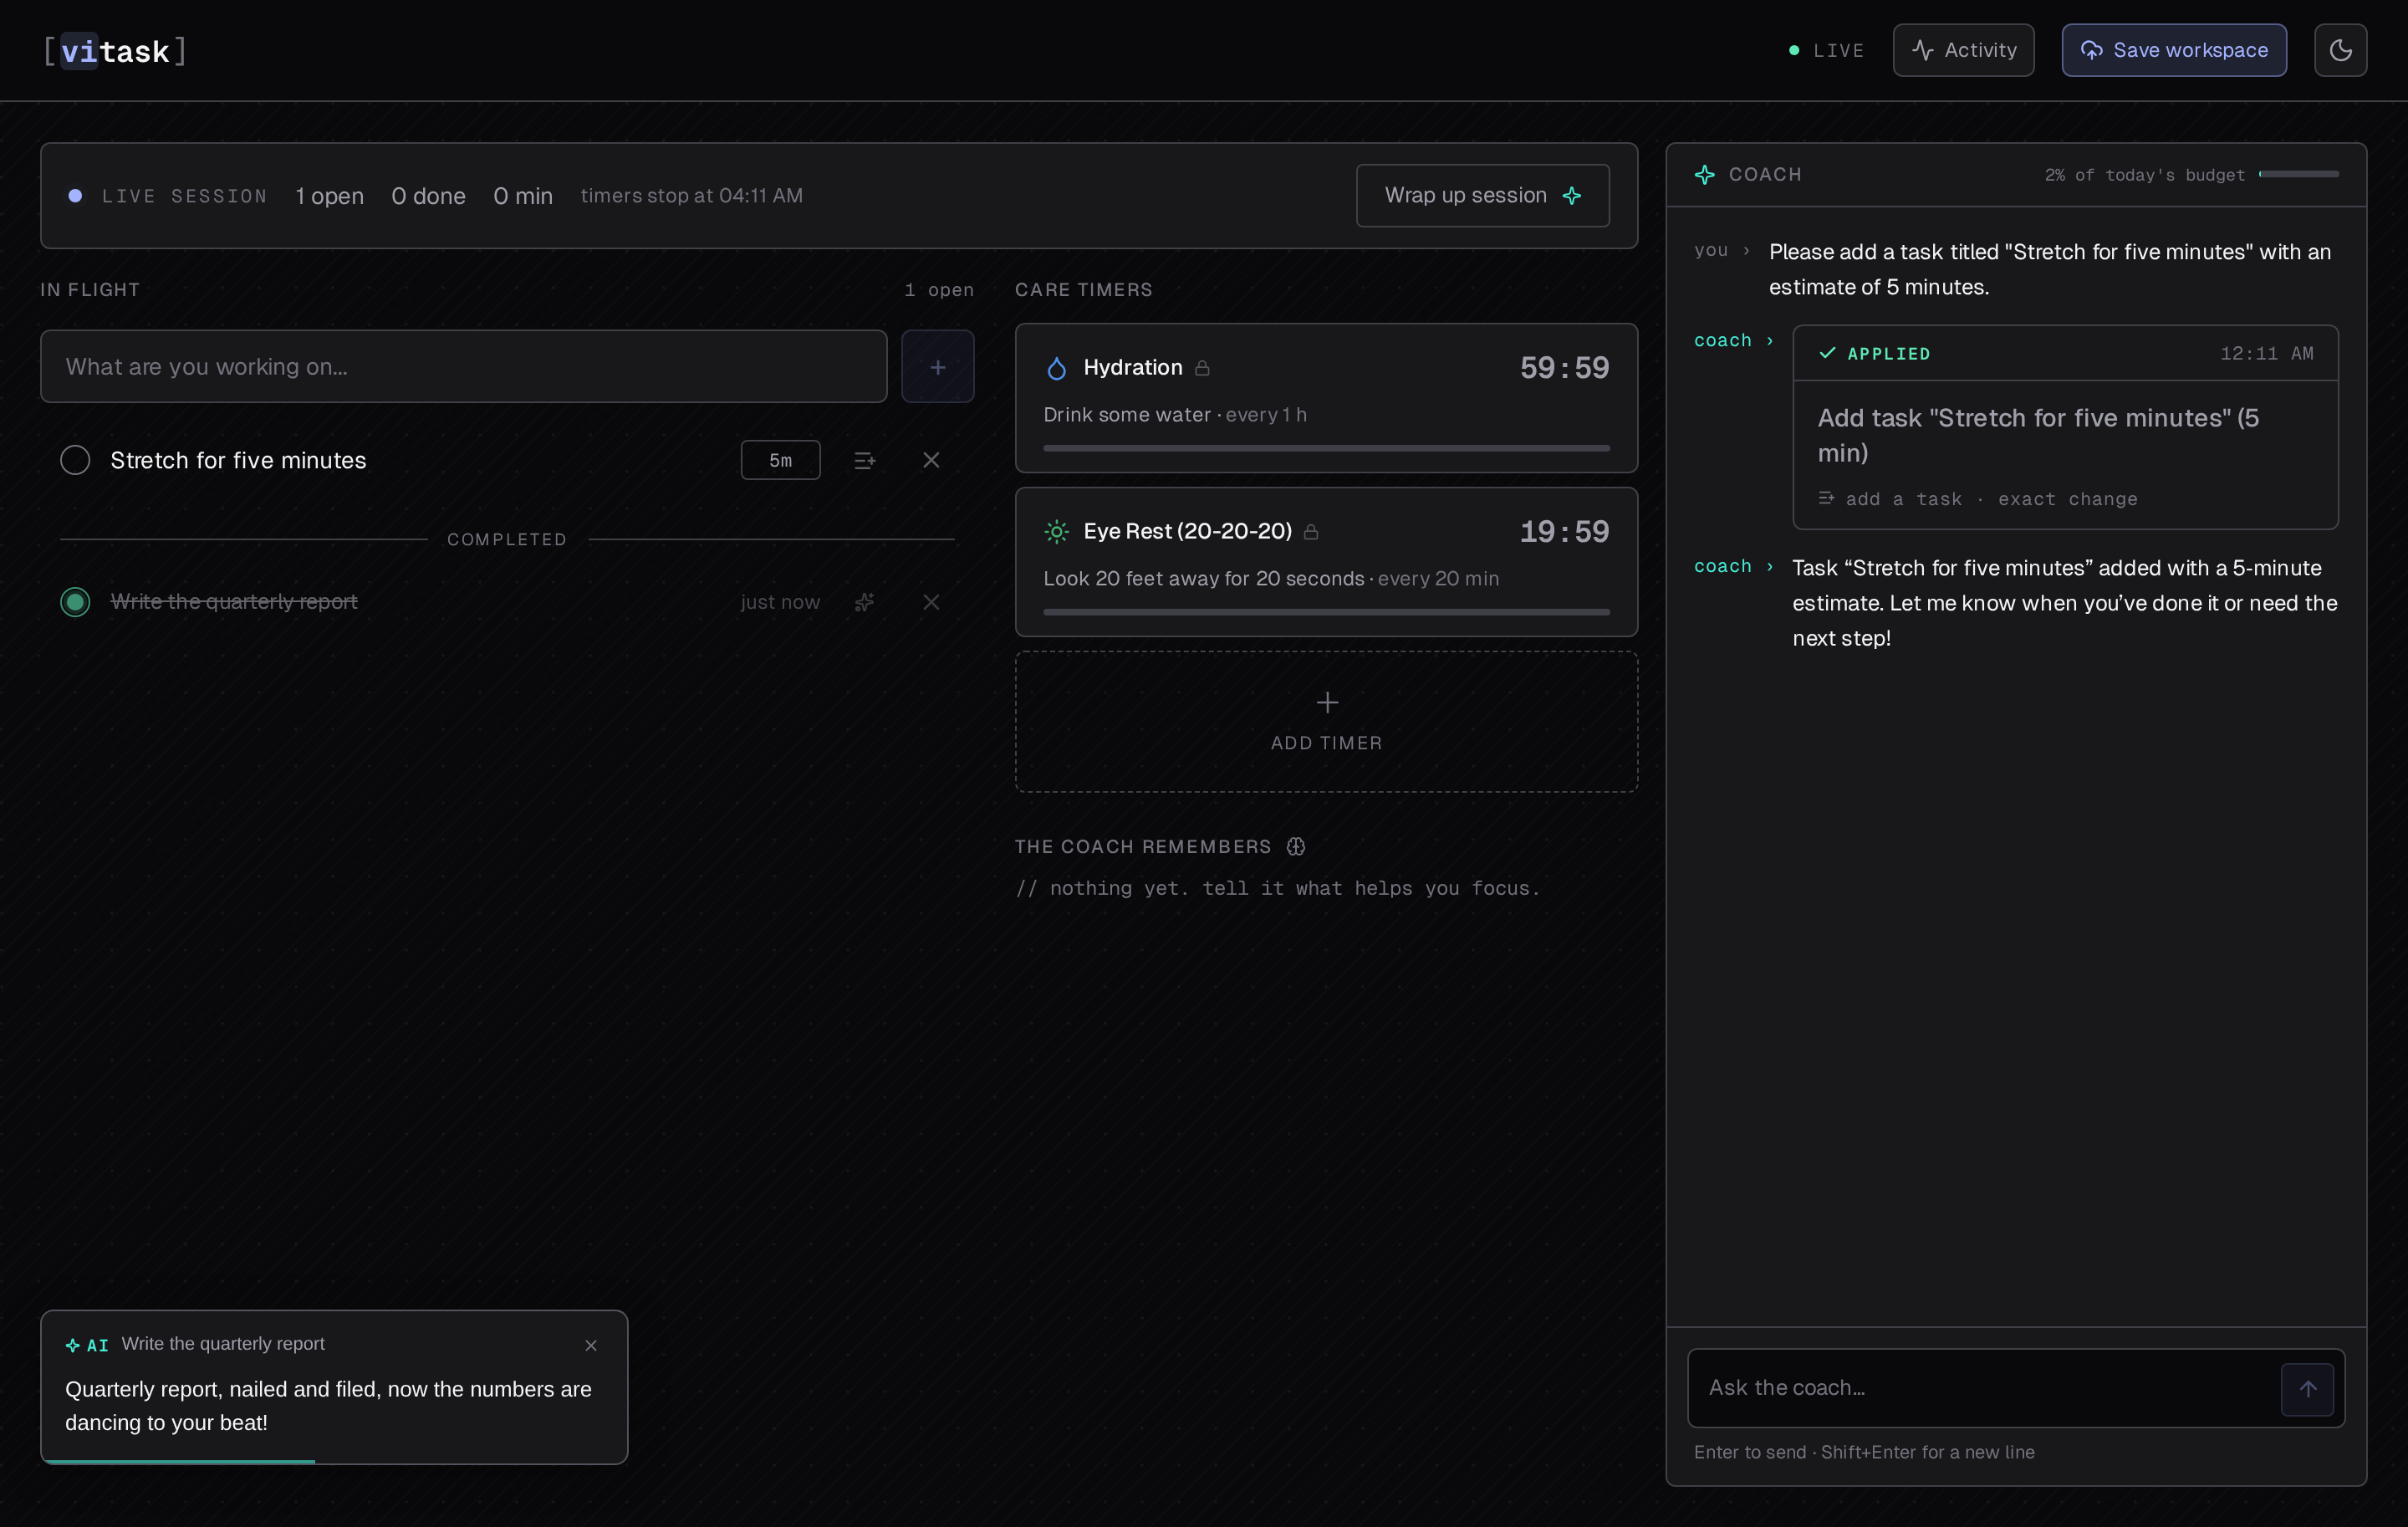 [vitask]
LIVE
Activity
Save workspace
LIVE SESSION 1 open 0 done 0 min timers stop at 04:11 AM
Wrap up session
IN FLIGHT
1 open
What are you working on...
+
Stretch for five minutes
5m
COMPLETED
Write the quarterly report
just now
CARE TIMERS
Hydration
59:59
Drink some water · every 1 h
Eye Rest (20-20-20)
19:59
Look 20 feet away for 20 seconds · every 20 min
ADD TIMER
THE COACH REMEMBERS
// nothing yet. tell it what helps you focus.
AI Write the quarterly report
Quarterly report, nailed and filed, now the numbers are
dancing to your beat!
COACH
2% of today's budget
you › Please add a task titled "Stretch for five minutes" with an
estimate of 5 minutes.
coach ›
APPLIED
12:11 AM
Add task "Stretch for five minutes" (5
min)
add a task · exact change
coach › Task “Stretch for five minutes” added with a 5-minute
estimate. Let me know when you’ve done it or need the
next step!
Ask the coach...
Enter to send · Shift+Enter for a new line